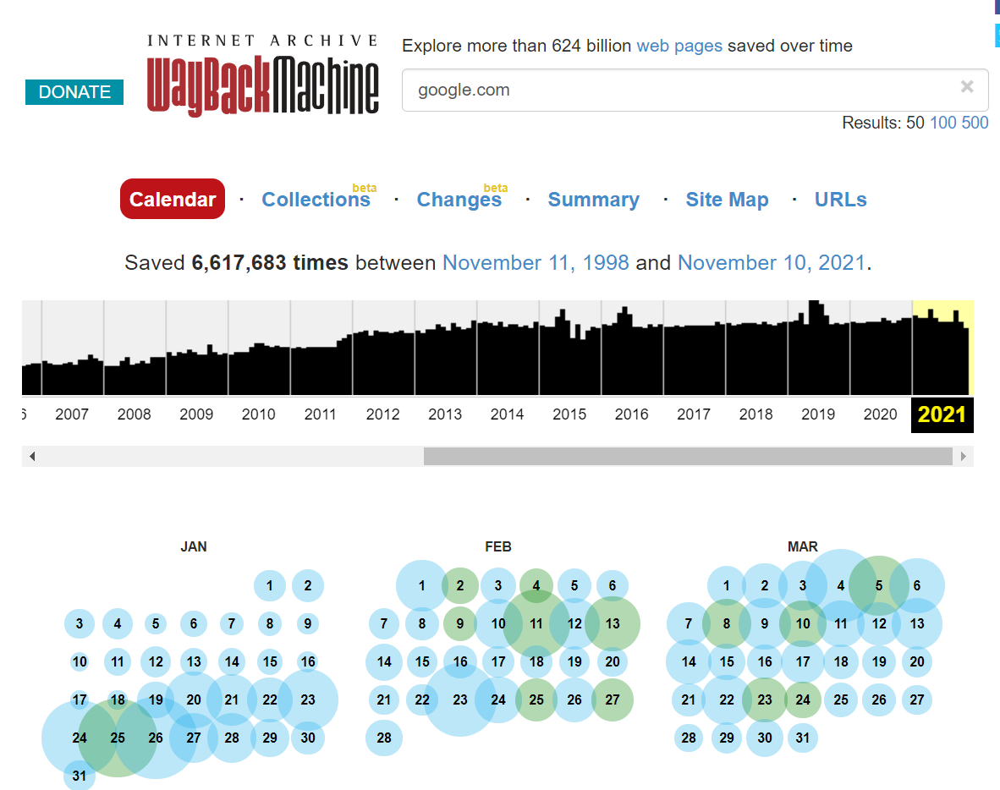 INTERNET ARCHIVE
WayBackMachine
DONATE
Explore more than 624 billion web pages saved over time
google.com ×
Results: 50 100 500
Calendar · Collections beta · Changes beta · Summary · Site Map · URLs
Saved 6,617,683 times between November 11, 1998 and November 10, 2021.
6 2007 2008 2009 2010 2011 2012 2013 2014 2015 2016 2017 2018 2019 2020 2021
JAN
1 2
3 4 5 6 7 8 9
10 11 12 13 14 15 16
17 18 19 20 21 22 23
24 25 26 27 28 29 30
31
FEB
1 2 3 4 5 6
7 8 9 10 11 12 13
14 15 16 17 18 19 20
21 22 23 24 25 26 27
28
MAR
1 2 3 4 5 6
7 8 9 10 11 12 13
14 15 16 17 18 19 20
21 22 23 24 25 26 27
28 29 30 31